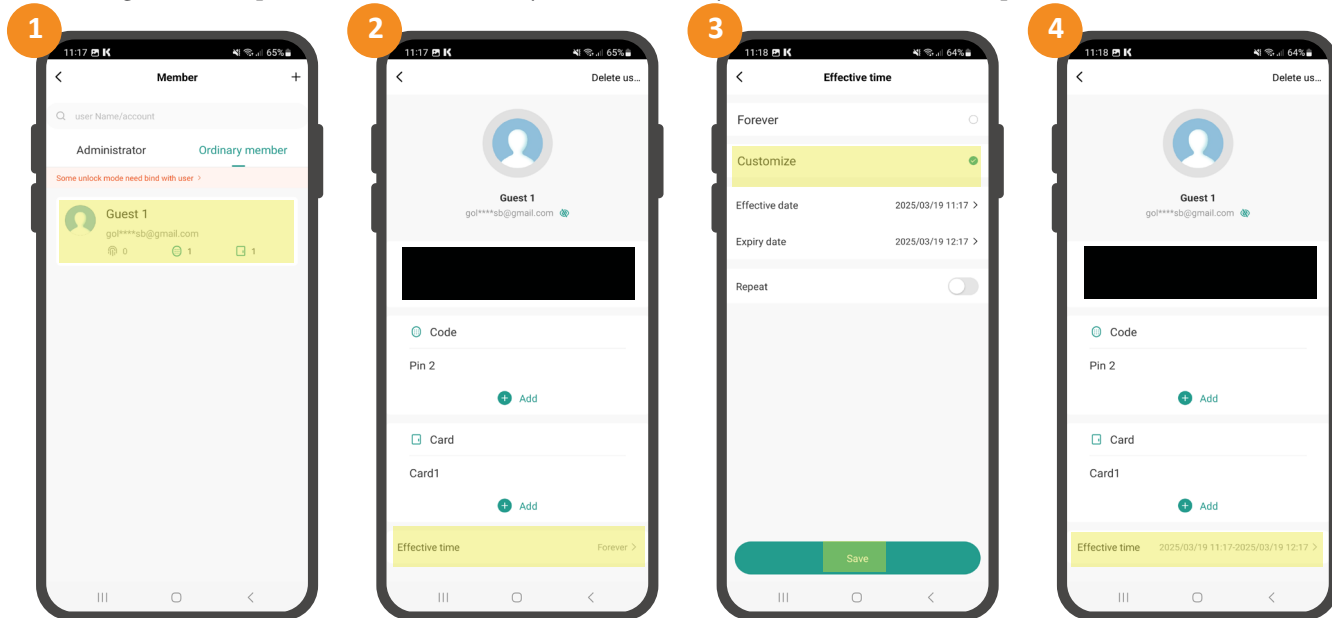 1
11:17 K 65%
Member +
user Name/account
Administrator Ordinary member
Some unlock mode need bind with user >
Guest 1
gol****sb@gmail.com
0 1 1
2
11:17 K 65%
Delete us...
Guest 1
gol****sb@gmail.com
Code
Pin 2
Add
Card
Card1
Add
Effective time Forever >
3
11:18 K 64%
Effective time
Forever
Customize
Effective date 2025/03/19 11:17 >
Expiry date 2025/03/19 12:17 >
Repeat
Save
4
11:18 K 64%
Delete us...
Guest 1
gol****sb@gmail.com
Code
Pin 2
Add
Card
Card1
Add
Effective time 2025/03/19 11:17-2025/03/19 12:17 >